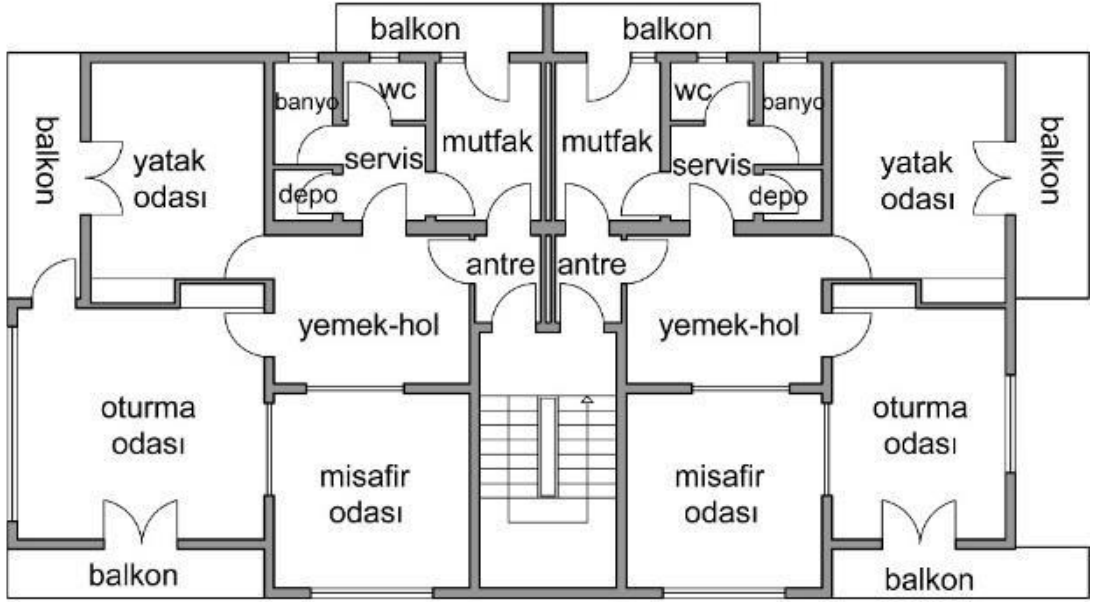 balkon
balkon
banyo
wc
wc
banyo
balkon
yatak
odası
servis
mutfak
mutfak
servis
yatak
odası
balkon
depo
depo
antre
antre
yemek-hol
yemek-hol
oturma
odası
misafir
odası
misafir
odası
oturma
odası
balkon
balkon